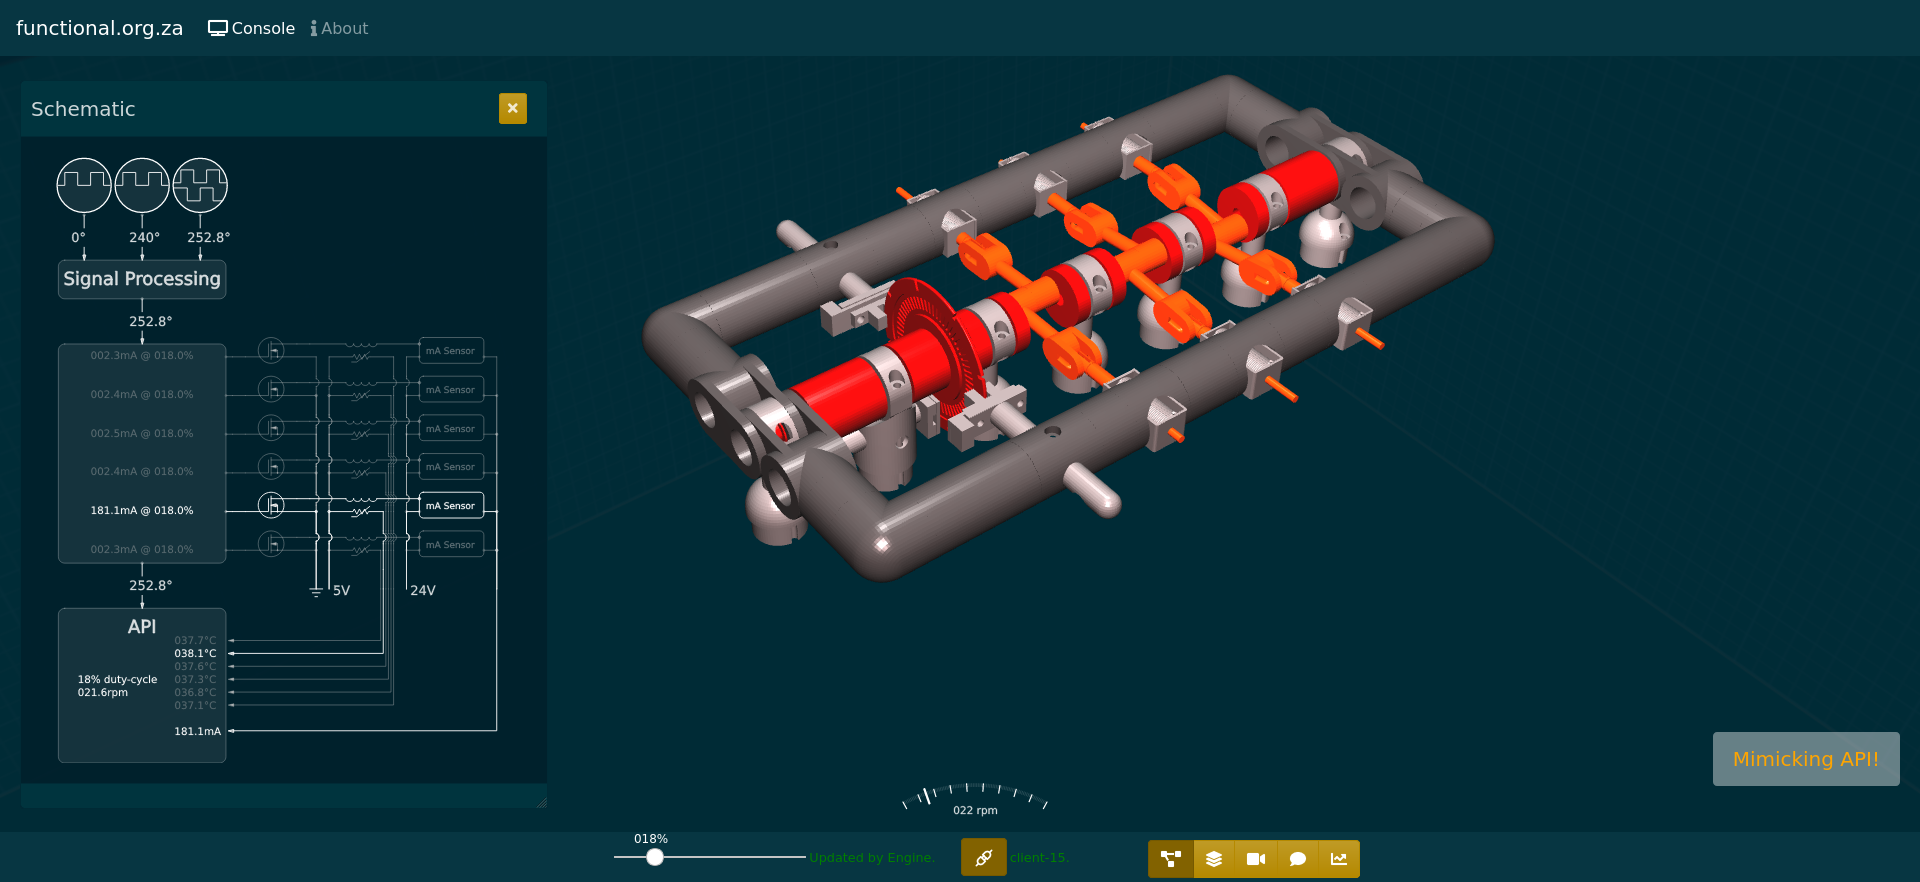 functional.org.za Console About
Schematic
0° 240° 252.8°
Signal Processing
252.8°
002.3mA @ 018.0% mA Sensor
002.4mA @ 018.0% mA Sensor
002.5mA @ 018.0% mA Sensor
002.4mA @ 018.0% mA Sensor
181.1mA @ 018.0% mA Sensor
002.3mA @ 018.0% mA Sensor
252.8° 5V 24V
API
037.7°C
038.1°C
037.6°C
18% duty-cycle 037.3°C
021.6rpm 036.8°C
037.1°C
181.1mA
Mimicking API!
022 rpm
018%
Updated by Engine. client-15.